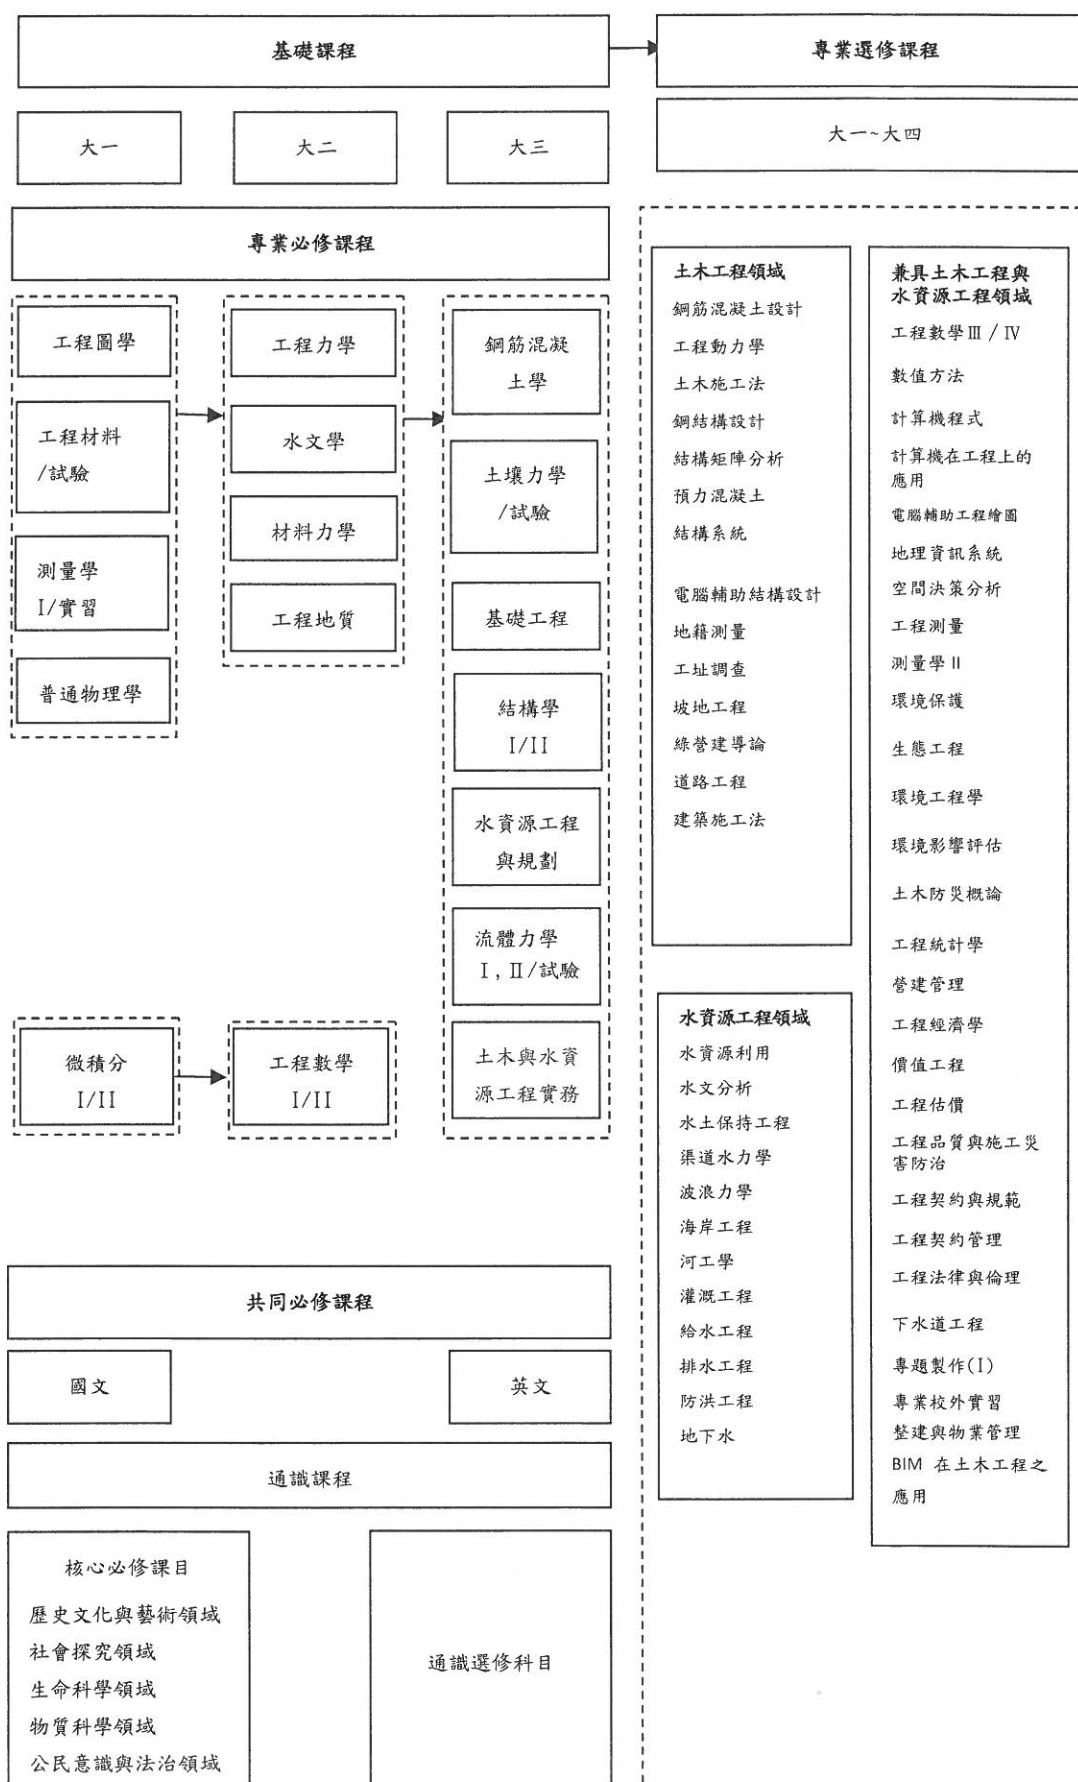 基礎課程
專業選修課程
大一
大二
大三
大一~大四
專業必修課程
工程圖學
工程材料
/試驗
測量學
I/實習
普通物理學
工程力學
水文學
材料力學
工程地質
鋼筋混凝
土學
土壤力學
/試驗
基礎工程
結構學
I/II
水資源工程
與規劃
流體力學
I, II/試驗
土木與水資
源工程實務
微積分
I/II
工程數學
I/II
共同必修課程
國文
英文
通識課程
核心必修課目
歷史文化與藝術領域
社會探究領域
生命科學領域
物質科學領域
公民意識與法治領域
通識選修科目
土木工程領域
鋼筋混凝土設計
工程動力學
土木施工法
鋼結構設計
結構矩陣分析
預力混凝土
結構系統
電腦輔助結構設計
地籍測量
工址調查
坡地工程
綠營建導論
道路工程
建築施工法
水資源工程領域
水資源利用
水文分析
水土保持工程
渠道水力學
波浪力學
海岸工程
河工學
灌溉工程
給水工程
排水工程
防洪工程
地下水
兼具土木工程與
水資源工程領域
工程數學III / IV
數值方法
計算機程式
計算機在工程上的
應用
電腦輔助工程繪圖
地理資訊系統
空間決策分析
工程測量
測量學 II
環境保護
生態工程
環境工程學
環境影響評估
土木防災概論
工程統計學
營建管理
工程經濟學
價值工程
工程估價
工程品質與施工災
害防治
工程契約與規範
工程契約管理
工程法律與倫理
下水道工程
專題製作(I)
專業校外實習
整建與物業管理
BIM 在土木工程之
應用